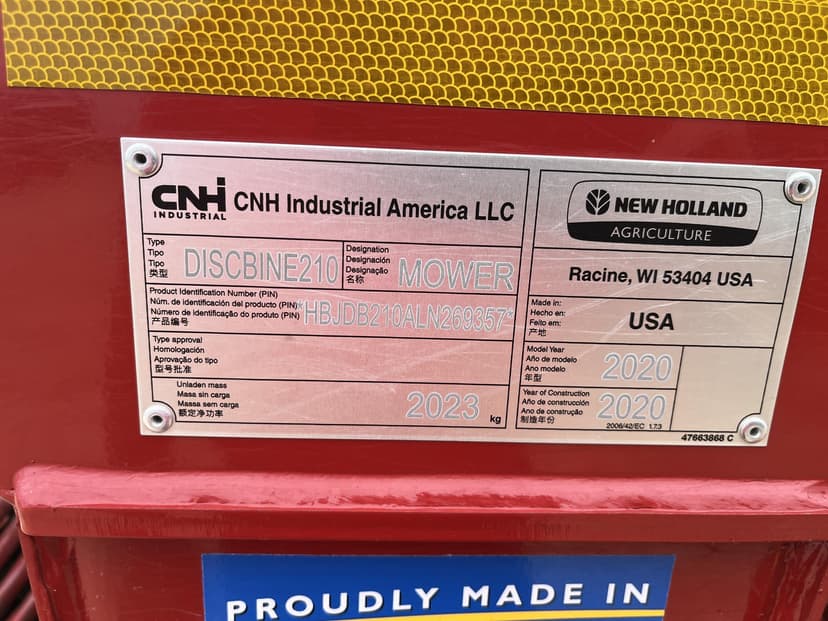 CNH
INDUSTRIAL
CNH Industrial America LLC
Type
Tipo
Tipo
类型
DISCBINE210
Designation
Designación
Designação
名称
MOWER
Product Identification Number (PIN)
Núm. de identificación del producto (PIN)
Número de identificação do produto (PIN)
产品编号
*HBJDB210ALN269357*
Type approval
Homologación
Aprovação do tipo
型号批准
Unladen mass
Masa sin carga
Massa sem carga
额定净功率
2023
kg
NEW HOLLAND
AGRICULTURE
Racine, WI 53404 USA
Made in:
Hecho en:
Feito em:
产地
USA
Model Year
Año de modelo
Ano modelo
年型
2020
Year of Construction
Año de construcción
Ano de construção
制造年份
2020
2006/42/EC 1.7.3
47663868 C
PROUDLY MADE IN